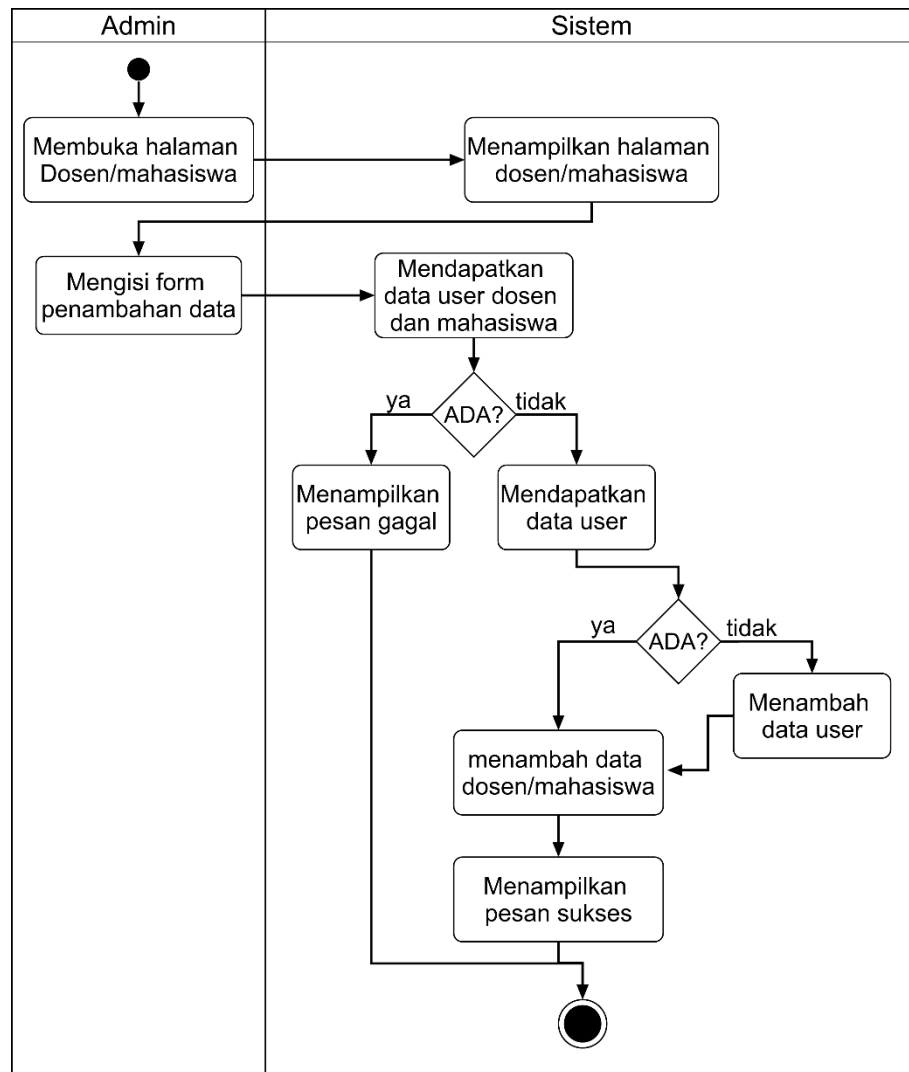 Admin
Sistem
Membuka halaman
Dosen/mahasiswa
Menampilkan halaman
dosen/mahasiswa
Mengisi form
penambahan data
Mendapatkan
data user dosen
dan mahasiswa
ya
ADA?
tidak
Menampilkan
pesan gagal
Mendapatkan
data user
ya
ADA?
tidak
Menambah
data user
menambah data
dosen/mahasiswa
Menampilkan
pesan sukses